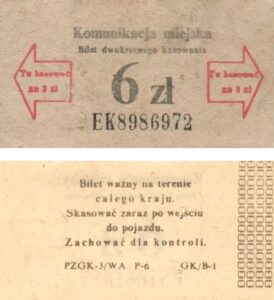 Komunikacja miejska
Bilet dwukrotnego kasowania
Tu kasować
za 3 zł
6 zł
Tu kasować
za 3 zł
EK8986972
Bilet ważny na terenie
całego kraju.
Skasować zaraz po wejściu
do pojazdu.
Zachować dla kontroli.
PZGK-3/WA P-n GK/B-1